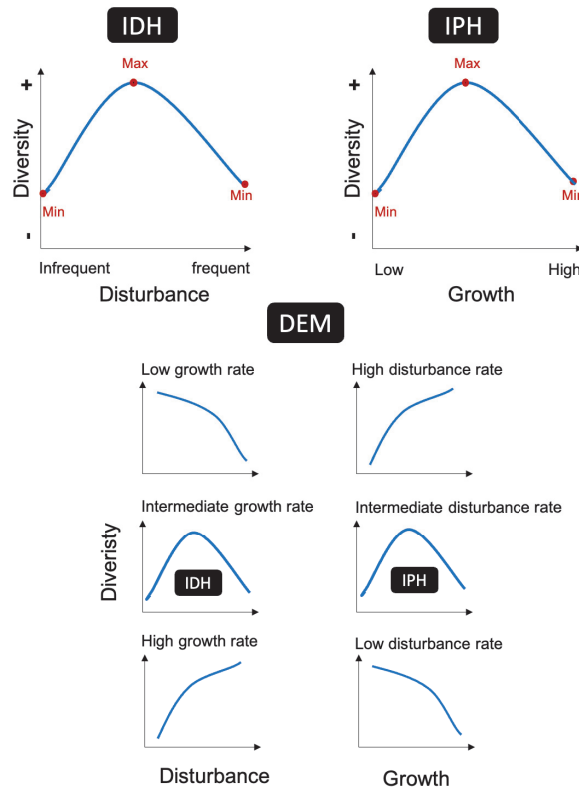 IDH
IPH
Max
Max
+
+
Diversity
Diversity
Min
Min
Min
Min
-
-
Infrequent
frequent
Low
High
Disturbance
Growth
DEM
Low growth rate
High disturbance rate
Intermediate growth rate
Intermediate disturbance rate
Diveristy
IDH
IPH
High growth rate
Low disturbance rate
Disturbance
Growth